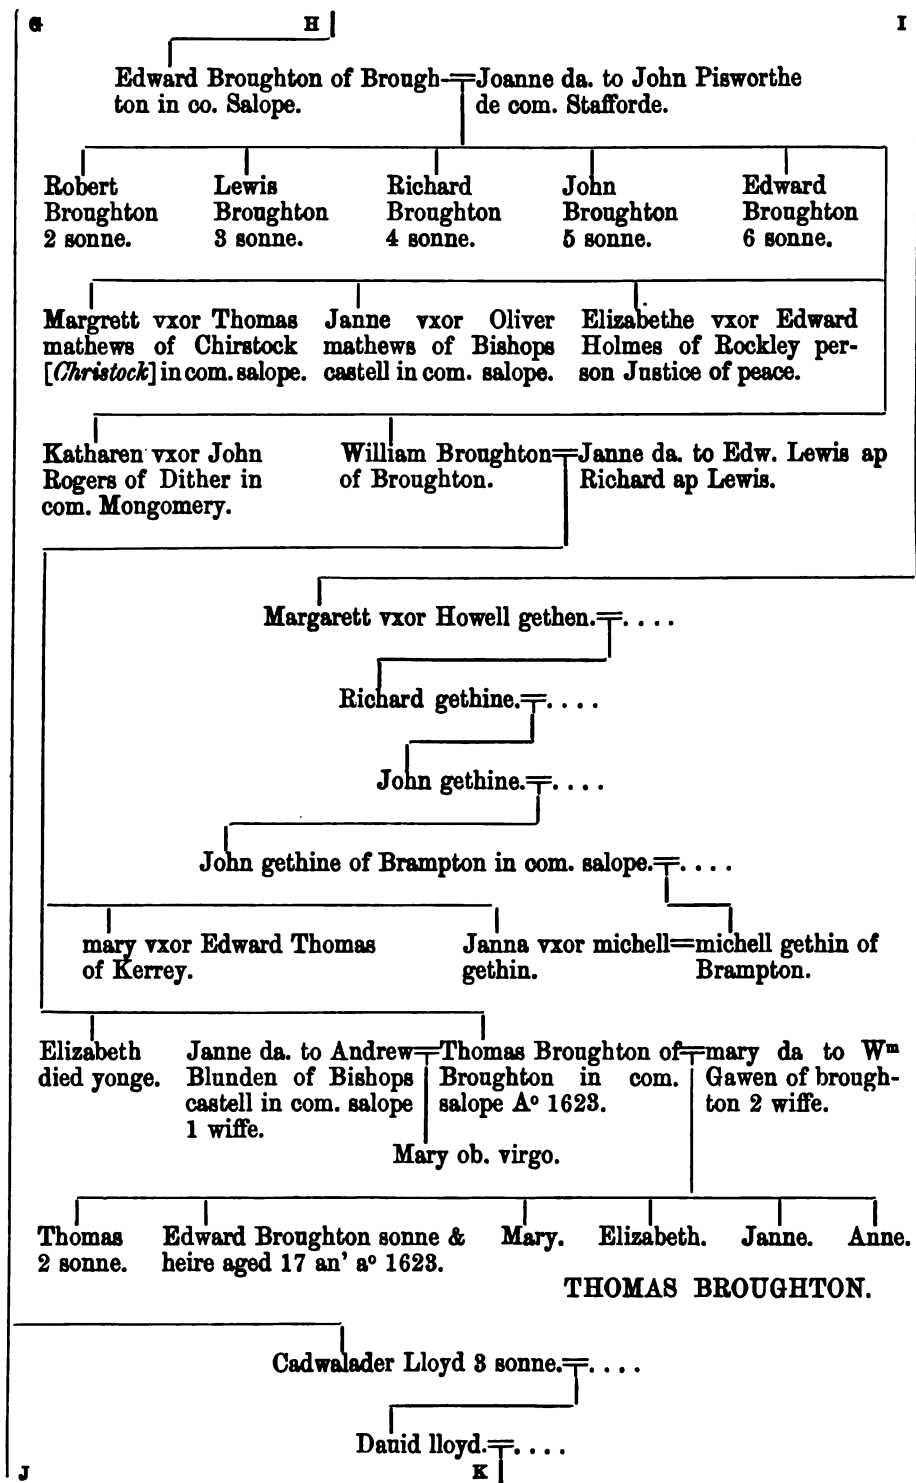 G H I
Edward Broughton of Brough-=Joanne da. to John Pisworthe
ton in co. Salope. de com. Stafforde.
Robert Lewis Richard John Edward
Broughton Broughton Broughton Broughton Broughton
2 sonne. 3 sonne. 4 sonne. 5 sonne. 6 sonne.
Margrett vxor Thomas Janne vxor Oliver Elizabethe vxor Edward
mathews of Chirstock mathews of Bishops Holmes of Rockley per-
[Christock] in com. salope. castell in com. salope. son Justice of peace.
Katharen vxor John William Broughton=Janne da. to Edw. Lewis ap
Rogers of Dither in of Broughton. Richard ap Lewis.
com. Mongomery.
Margarett vxor Howell gethen.=....
Richard gethine.=....
John gethine.=....
John gethine of Brampton in com. salope.=....
mary vxor Edward Thomas Janna vxor michell=michell gethin of
of Kerrey. gethin. Brampton.
Elizabeth Janne da. to Andrew=Thomas Broughton of=mary da to Wm
died yonge. Blunden of Bishops Broughton in com. Gawen of brough-
castell in com. salope salope Ao 1623. ton 2 wiffe.
1 wiffe.
Mary ob. virgo.
Thomas Edward Broughton sonne & Mary. Elizabeth. Janne. Anne.
2 sonne. heire aged 17 an' ao 1623.
THOMAS BROUGHTON.
Cadwalader Lloyd 3 sonne.=....
Dauid lloyd.=....
J K